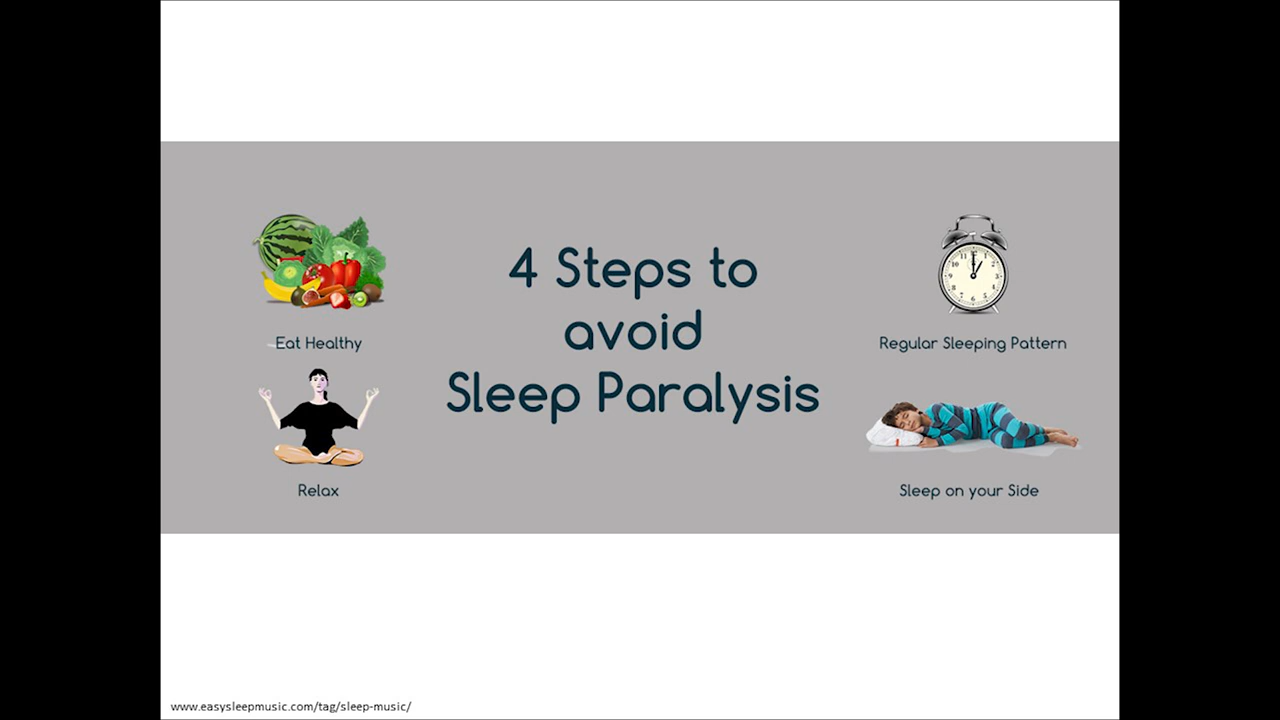 4 Steps to
avoid
Sleep Paralysis
Eat Healthy
Relax
Regular Sleeping Pattern
Sleep on your Side
www.easysleepmusic.com/tag/sleep-music/